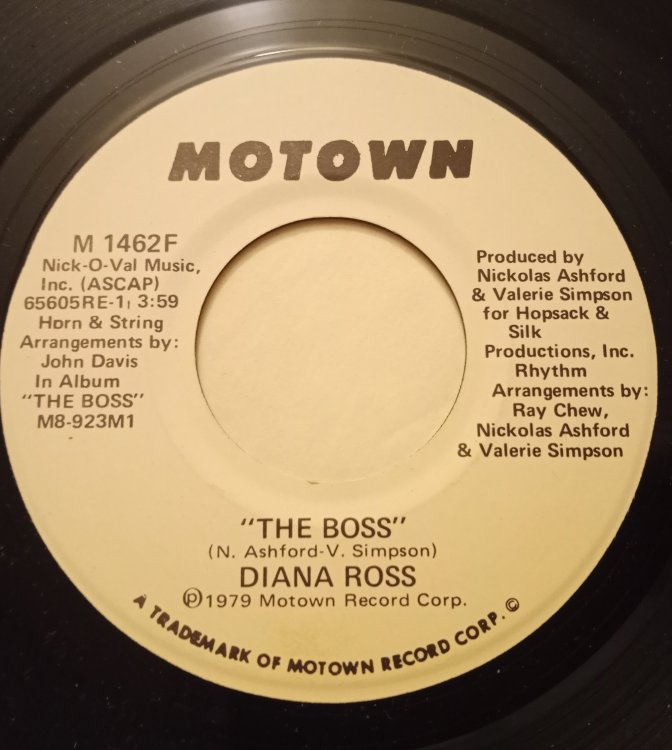 MOTOWN
M 1462F
Nick-O-Val Music,
Inc. (ASCAP)
65605RE-1 3:59
Horn & String
Arrangements by:
John Davis
In Album
"THE BOSS"
M8-923M1
Produced by
Nickolas Ashford
& Valerie Simpson
for Hopsack &
Silk
Productions, Inc.
Rhythm
Arrangements by:
Ray Chew,
Nickolas Ashford
& Valerie Simpson
"THE BOSS"
(N. Ashford-V. Simpson)
DIANA ROSS
℗1979 Motown Record Corp.
A TRADEMARK OF MOTOWN RECORD CORP. ©